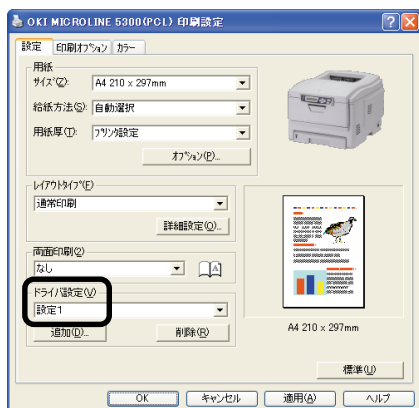 OKI MICROLINE 5300(PCL) 印刷設定
設定 印刷オプション カラー
用紙
サイズ(Z): A4 210 x 297mm
給紙方法(S): 自動選択
用紙厚(T): プリンタ設定
オプション(P)...
レイアウトタイプ(F)
通常印刷
詳細設定(O)...
両面印刷(2)
なし
A
ドライバ設定(V)
設定1
追加(D)... 削除(R)
A4 210 x 297mm
標準(U)
OK キャンセル 適用(A) ヘルプ